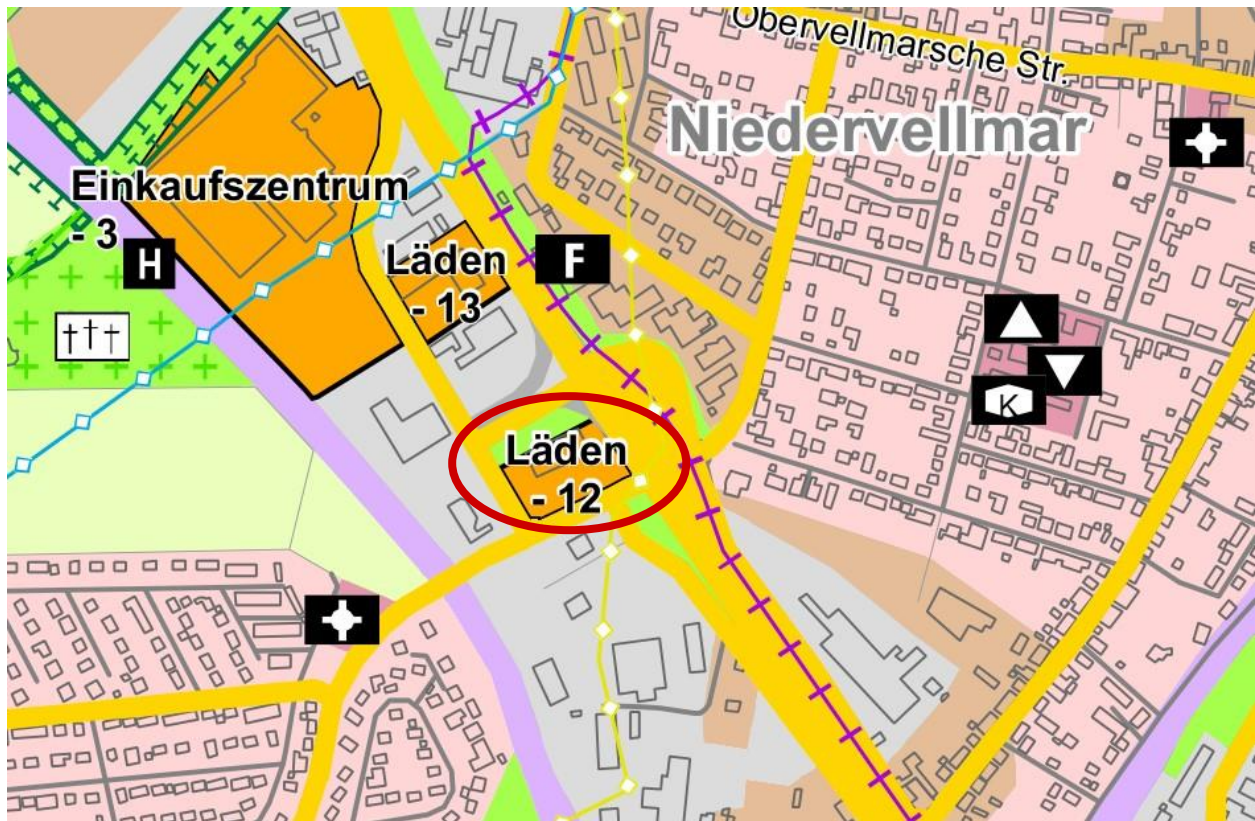 Obervellmarsche Str.
Niedervellmar
Einkaufszentrum
- 3
H
Läden
- 13
F
K
Läden
- 12